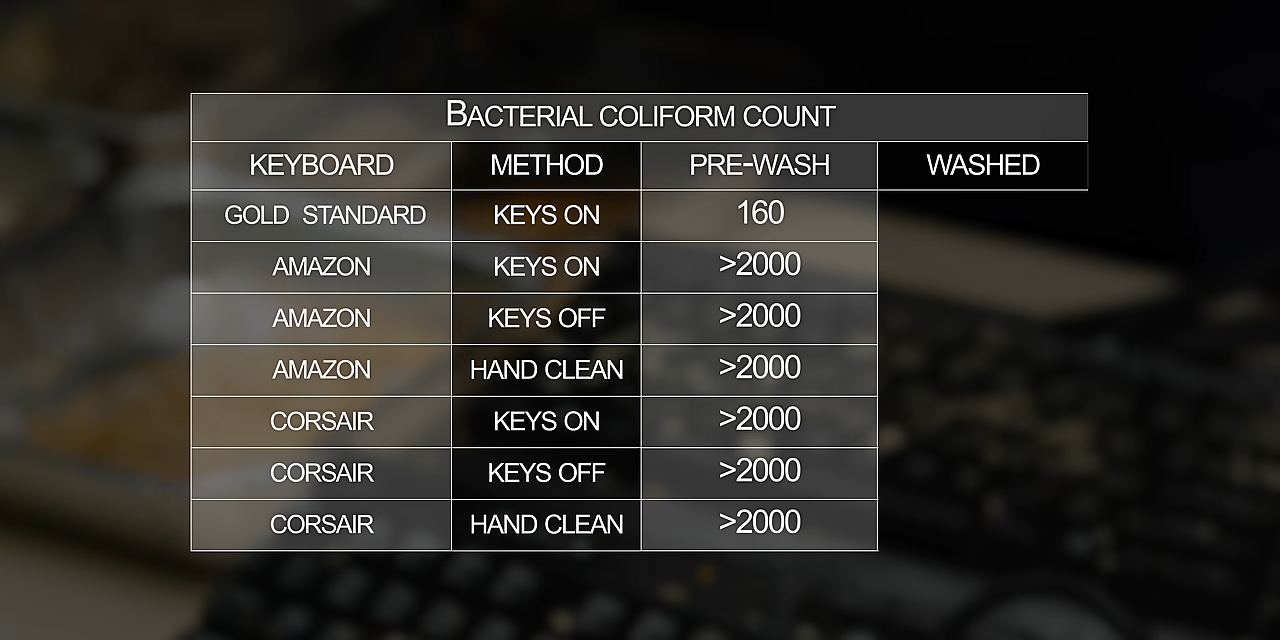 BACTERIAL COLIFORM COUNT
KEYBOARD METHOD PRE-WASH WASHED
GOLD STANDARD KEYS ON 160
AMAZON KEYS ON >2000
AMAZON KEYS OFF >2000
AMAZON HAND CLEAN >2000
CORSAIR KEYS ON >2000
CORSAIR KEYS OFF >2000
CORSAIR HAND CLEAN >2000